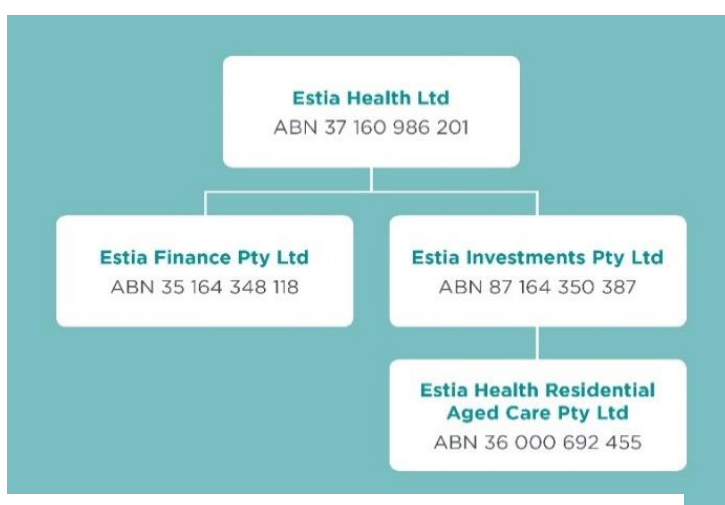 Estia Health Ltd
ABN 37 160 986 201
Estia Finance Pty Ltd
ABN 35 164 348 118
Estia Investments Pty Ltd
ABN 87 164 350 387
Estia Health Residential
Aged Care Pty Ltd
ABN 36 000 692 455